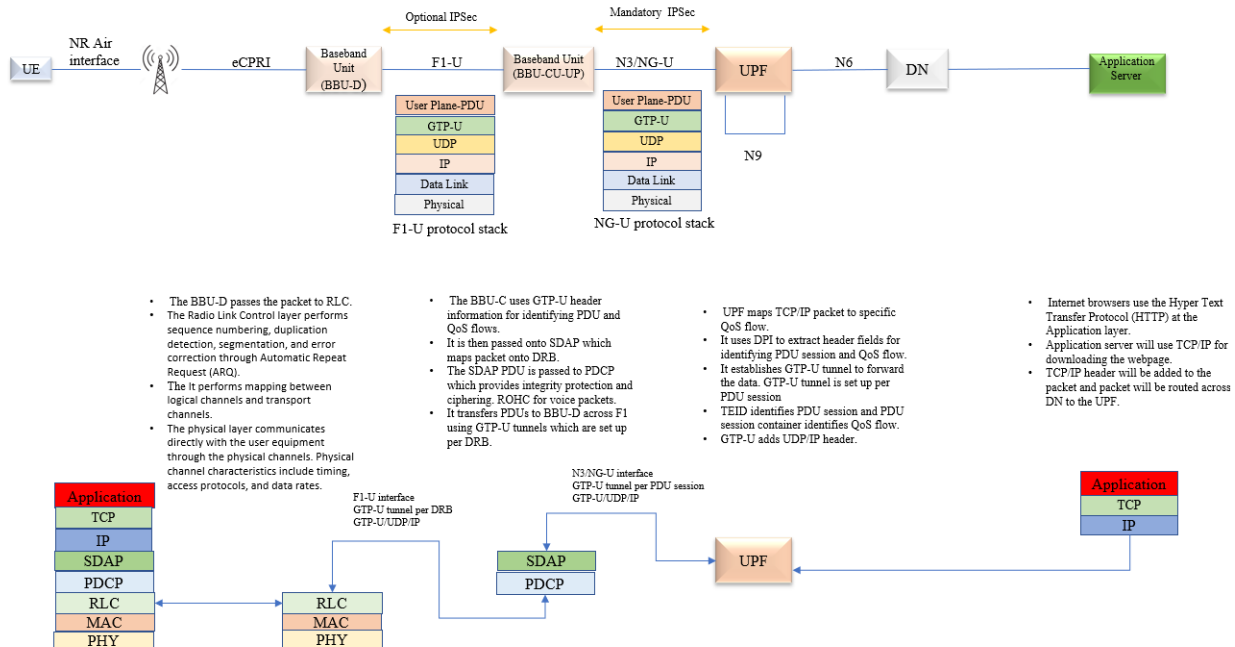 Optional IPSec
Mandatory IPSec
UE
NR Air
interface
eCPRI
Baseband
Unit
(BBU-D)
F1-U
Baseband Unit
(BBU-CU-UP)
N3/NG-U
UPF
N6
DN
Application
Server
User Plane-PDU
GTP-U
UDP
IP
Data Link
Physical
F1-U protocol stack
User Plane-PDU
GTP-U
UDP
IP
Data Link
Physical
NG-U protocol stack
N9
• The BBU-D passes the packet to RLC.
• The Radio Link Control layer performs
sequence numbering, duplication
detection, segmentation, and error
correction through Automatic Repeat
Request (ARQ).
• The It performs mapping between
logical channels and transport
channels.
• The physical layer communicates
directly with the user equipment
through the physical channels. Physical
channel characteristics include timing,
access protocols, and data rates.
• The BBU-C uses GTP-U header
information for identifying PDU and
QoS flows.
• It is then passed onto SDAP which
maps packet onto DRB.
• The SDAP PDU is passed to PDCP
which provides integrity protection and
ciphering. ROHC for voice packets.
• It transfers PDUs to BBU-D across F1
using GTP-U tunnels which are set up
per DRB.
• UPF maps TCP/IP packet to specific
QoS flow.
• It uses DPI to extract header fields for
identifying PDU session and QoS flow.
• It establishes GTP-U tunnel to forward
the data. GTP-U tunnel is set up per
PDU session
• TEID identifies PDU session and PDU
session container identifies QoS flow.
• GTP-U adds UDP/IP header.
• Internet browsers use the Hyper Text
Transfer Protocol (HTTP) at the
Application layer.
• Application server will use TCP/IP for
downloading the webpage.
• TCP/IP header will be added to the
packet and packet will be routed across
DN to the UPF.
Application
TCP
IP
SDAP
PDCP
RLC
MAC
PHY
F1-U interface
GTP-U tunnel per DRB
GTP-U/UDP/IP
RLC
MAC
PHY
N3/NG-U interface
GTP-U tunnel per PDU session
GTP-U/UDP/IP
SDAP
PDCP
UPF
Application
TCP
IP